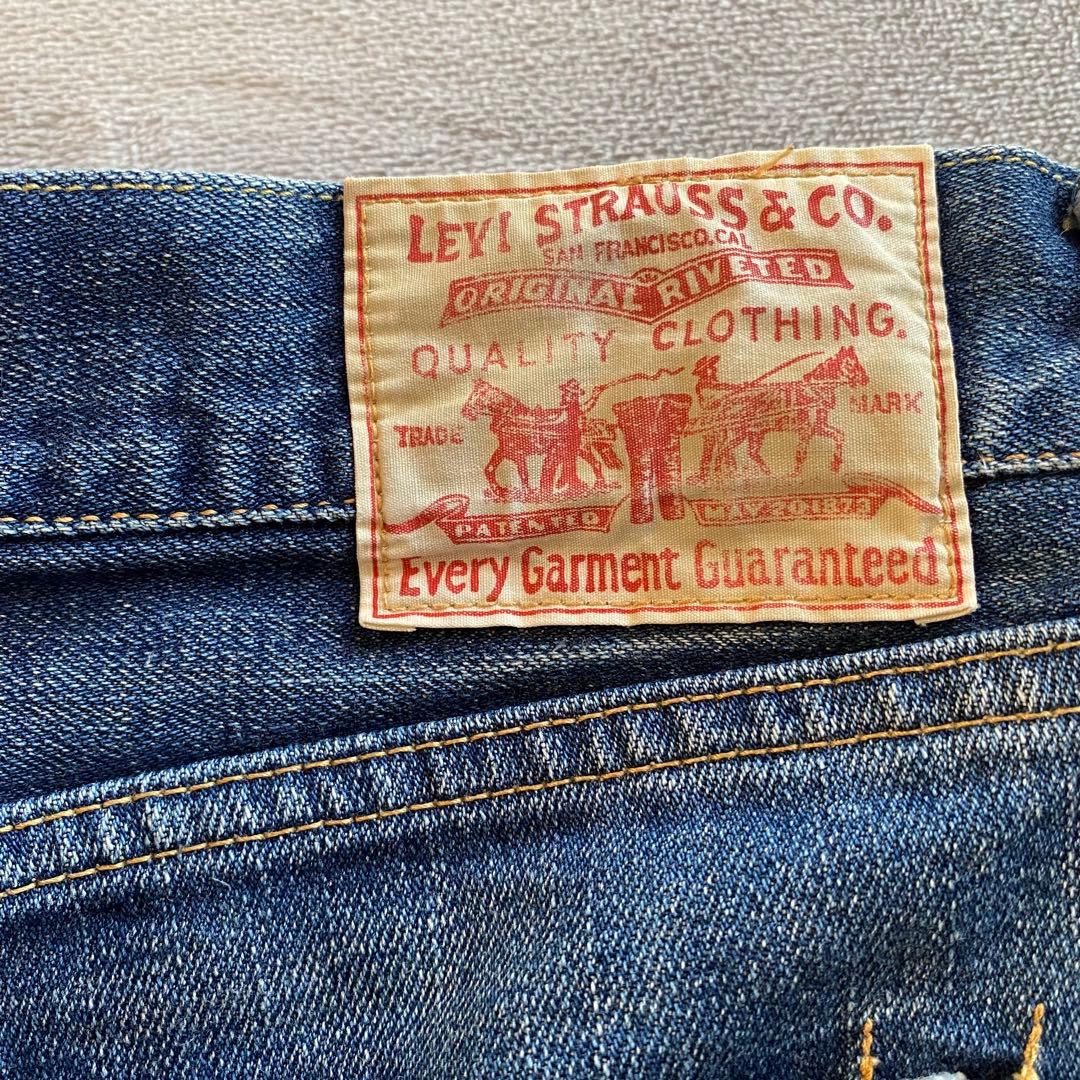 LEVI STRAUSS & CO.
SAN FRANCISCO, CAL
ORIGINAL RIVETED
QUALITY CLOTHING.
TRADE MARK
PATENTED MAY 20 1873
Every Garment Guaranteed